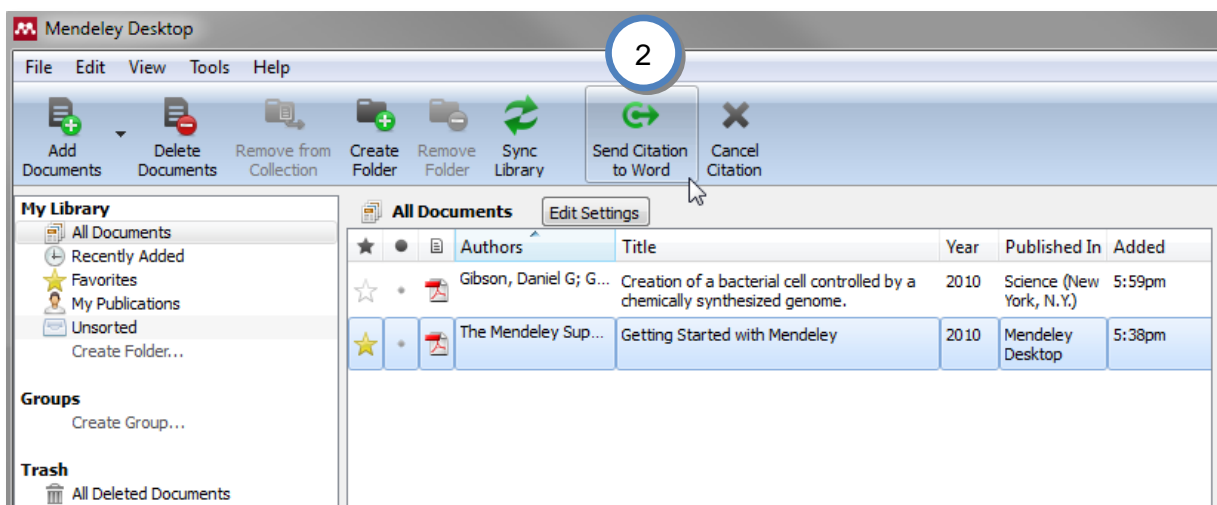 Mendeley Desktop
2
File Edit View Tools Help
Add Documents
Delete Documents
Remove from Collection
Create Folder
Remove Folder
Sync Library
Send Citation to Word
Cancel Citation
My Library
All Documents
Recently Added
Favorites
My Publications
Unsorted
Create Folder...
Groups
Create Group...
Trash
All Deleted Documents
All Documents Edit Settings
Authors Title Year Published In Added
Gibson, Daniel G; G... Creation of a bacterial cell controlled by a 2010 Science (New 5:59pm
chemically synthesized genome. York, N.Y.)
The Mendeley Sup... Getting Started with Mendeley 2010 Mendeley 5:38pm
Desktop